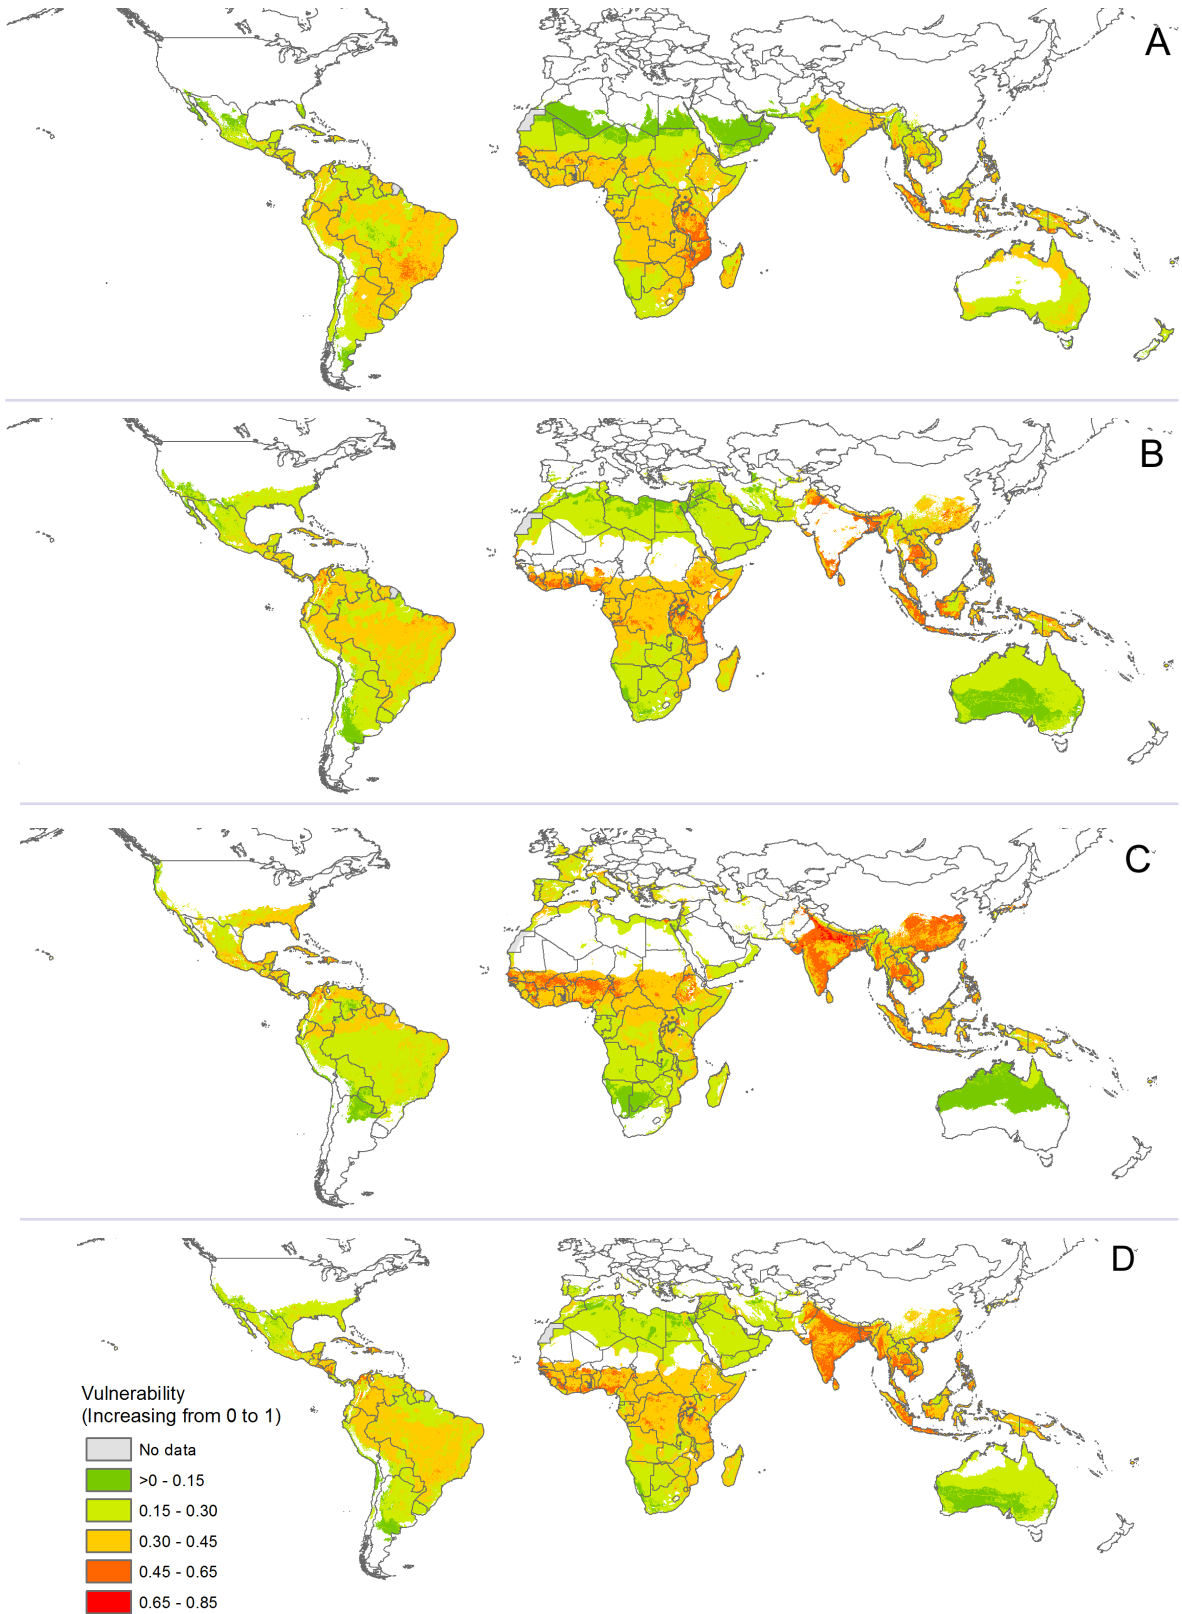 A
B
C
D
Vulnerability
(Increasing from 0 to 1)
No data
>0 - 0.15
0.15 - 0.30
0.30 - 0.45
0.45 - 0.65
0.65 - 0.85